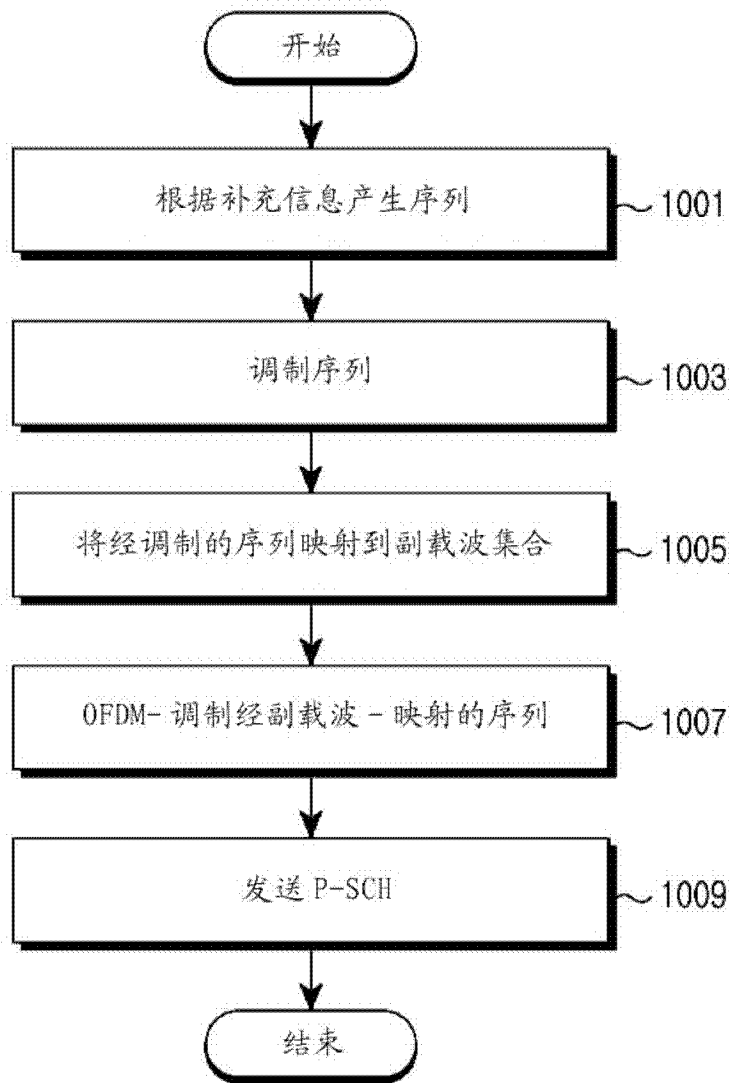 开始
根据补充信息产生序列
1001
调制序列
1003
将经调制的序列映射到副载波集合
1005
OFDM-调制经副载波-映射的序列
1007
发送 P-SCH
1009
结束